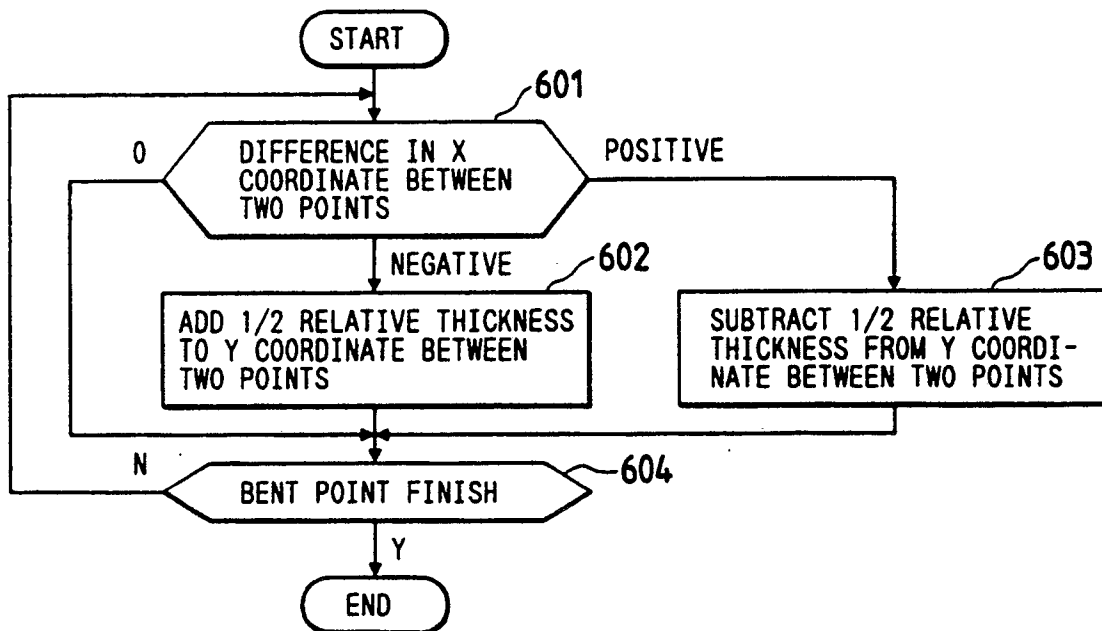 START
601
0
DIFFERENCE IN X
COORDINATE BETWEEN
TWO POINTS
POSITIVE
NEGATIVE
602
603
ADD 1/2 RELATIVE THICKNESS
TO Y COORDINATE BETWEEN
TWO POINTS
SUBTRACT 1/2 RELATIVE
THICKNESS FROM Y COORDI-
NATE BETWEEN TWO POINTS
N
BENT POINT FINISH
604
Y
END